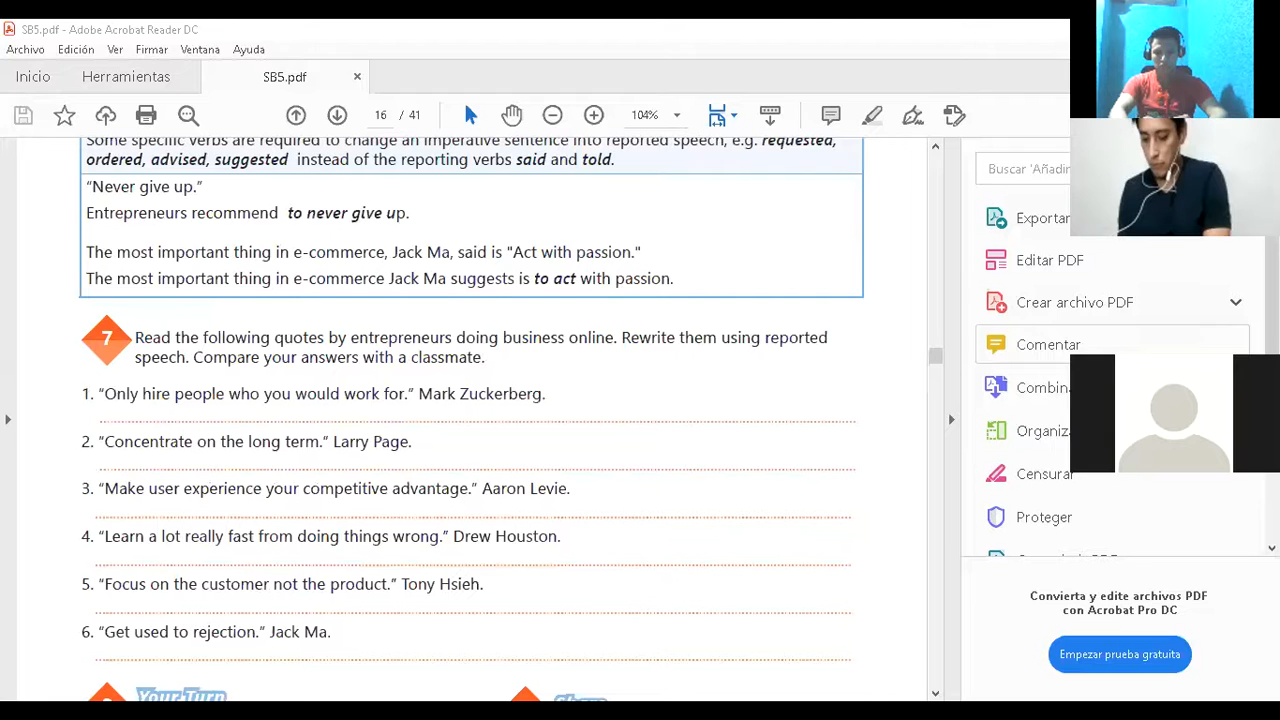 SB5.pdf - Adobe Acrobat Reader DC
Archivo Edición Ver Firmar Ventana Ayuda
Inicio Herramientas SB5.pdf ×
16 / 41 104%
Some specific verbs are required to change an imperative sentence into reported speech, e.g. requested,
ordered, advised, suggested instead of the reporting verbs said and told.
“Never give up.”
Entrepreneurs recommend to never give up.
The most important thing in e-commerce, Jack Ma, said is "Act with passion."
The most important thing in e-commerce Jack Ma suggests is to act with passion.
7 Read the following quotes by entrepreneurs doing business online. Rewrite them using reported
speech. Compare your answers with a classmate.
1. “Only hire people who you would work for.” Mark Zuckerberg.
2. “Concentrate on the long term.” Larry Page.
3. “Make user experience your competitive advantage.” Aaron Levie.
4. “Learn a lot really fast from doing things wrong.” Drew Houston.
5. “Focus on the customer not the product.” Tony Hsieh.
6. “Get used to rejection.” Jack Ma.
Your Turn
Buscar 'Añadi
Exportar
Editar PDF
Crear archivo PDF
Comentar
Combin
Organiz
Censurar
Proteger
Convierta y edite archivos PDF
con Acrobat Pro DC
Empezar prueba gratuita